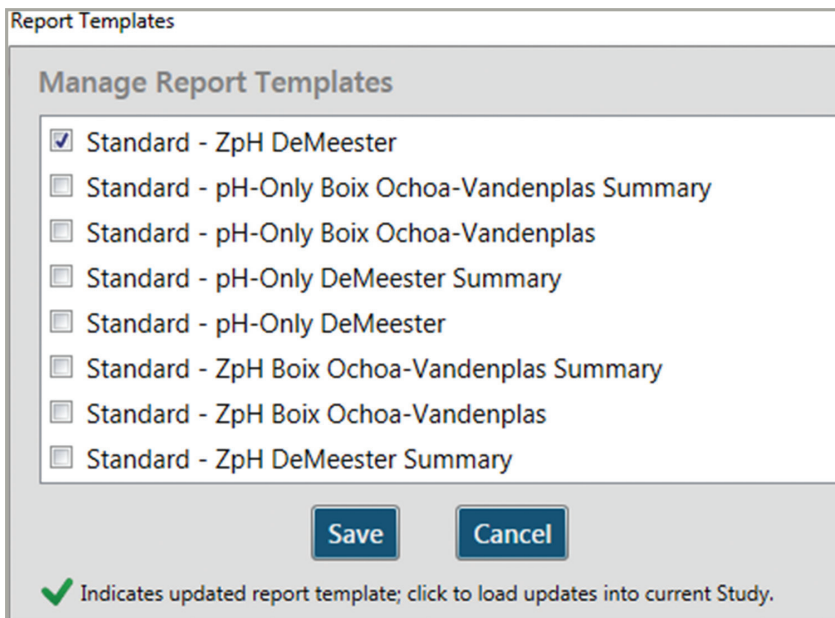 Report Templates
Manage Report Templates
Standard - ZpH DeMeester
Standard - pH-Only Boix Ochoa-Vandenplas Summary
Standard - pH-Only Boix Ochoa-Vandenplas
Standard - pH-Only DeMeester Summary
Standard - pH-Only DeMeester
Standard - ZpH Boix Ochoa-Vandenplas Summary
Standard - ZpH Boix Ochoa-Vandenplas
Standard - ZpH DeMeester Summary
Save Cancel
Indicates updated report template; click to load updates into current Study.